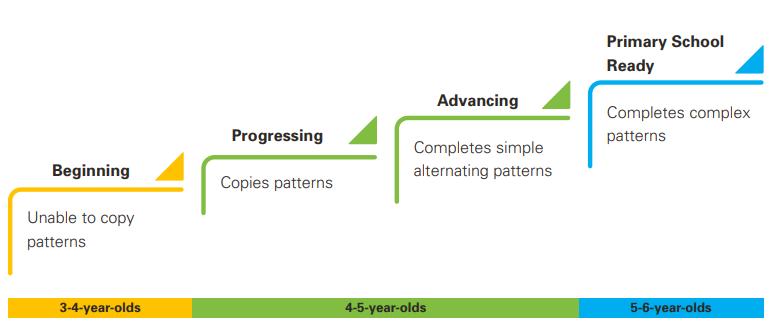 Beginning
Unable to copy
patterns
Progressing
Copies patterns
Advancing
Completes simple
alternating patterns
Primary School
Ready
Completes complex
patterns
3-4-year-olds
4-5-year-olds
5-6-year-olds